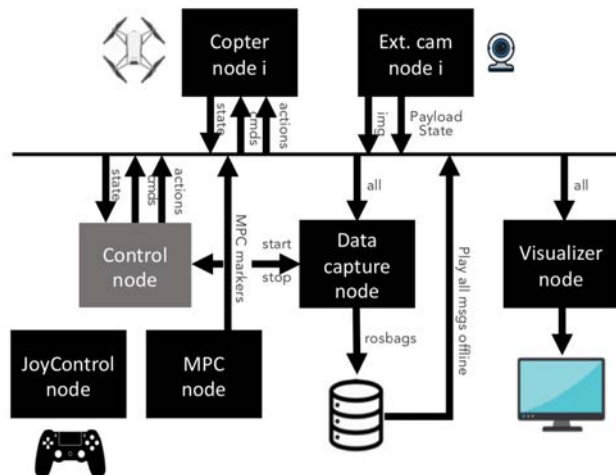 Copter
node i
Ext. cam
node i
state
cmds
actions
img
Payload
State
state
cmds
actions
MPC markers
all
Play all msgs offline
all
Control
node
start
stop
Data
capture
node
Visualizer
node
JoyControl
node
MPC
node
rosbags